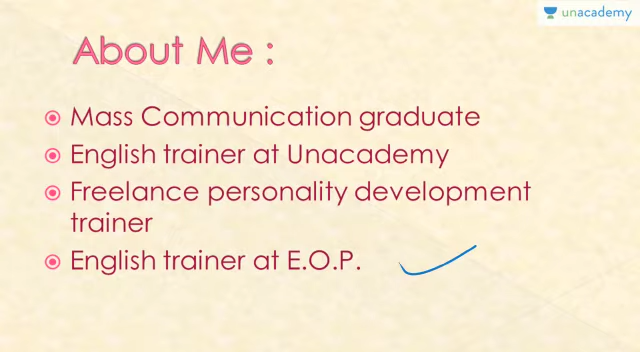 unacademy
About Me :
Mass Communication graduate
English trainer at Unacademy
Freelance personality development
trainer
English trainer at E.O.P.